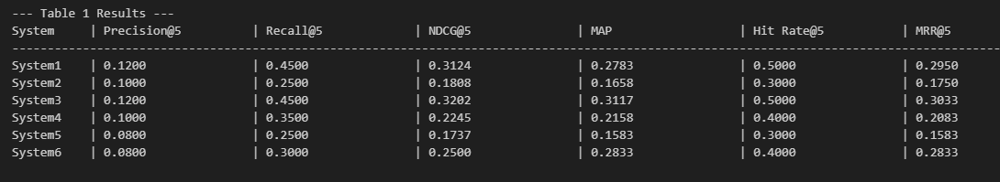 --- Table 1 Results ---
System | Precision@5 | Recall@5 | NDCG@5 | MAP | Hit Rate@5 | MRR@5
------------------------------------------------------------------------------------------------------------------------------------
System1 | 0.1200 | 0.4500 | 0.3124 | 0.2783 | 0.5000 | 0.2950
System2 | 0.1000 | 0.2500 | 0.1808 | 0.1658 | 0.3000 | 0.1750
System3 | 0.1200 | 0.4500 | 0.3202 | 0.3117 | 0.5000 | 0.3033
System4 | 0.1000 | 0.3500 | 0.2245 | 0.2158 | 0.4000 | 0.2083
System5 | 0.0800 | 0.2500 | 0.1737 | 0.1583 | 0.3000 | 0.1583
System6 | 0.0800 | 0.3000 | 0.2500 | 0.2833 | 0.4000 | 0.2833